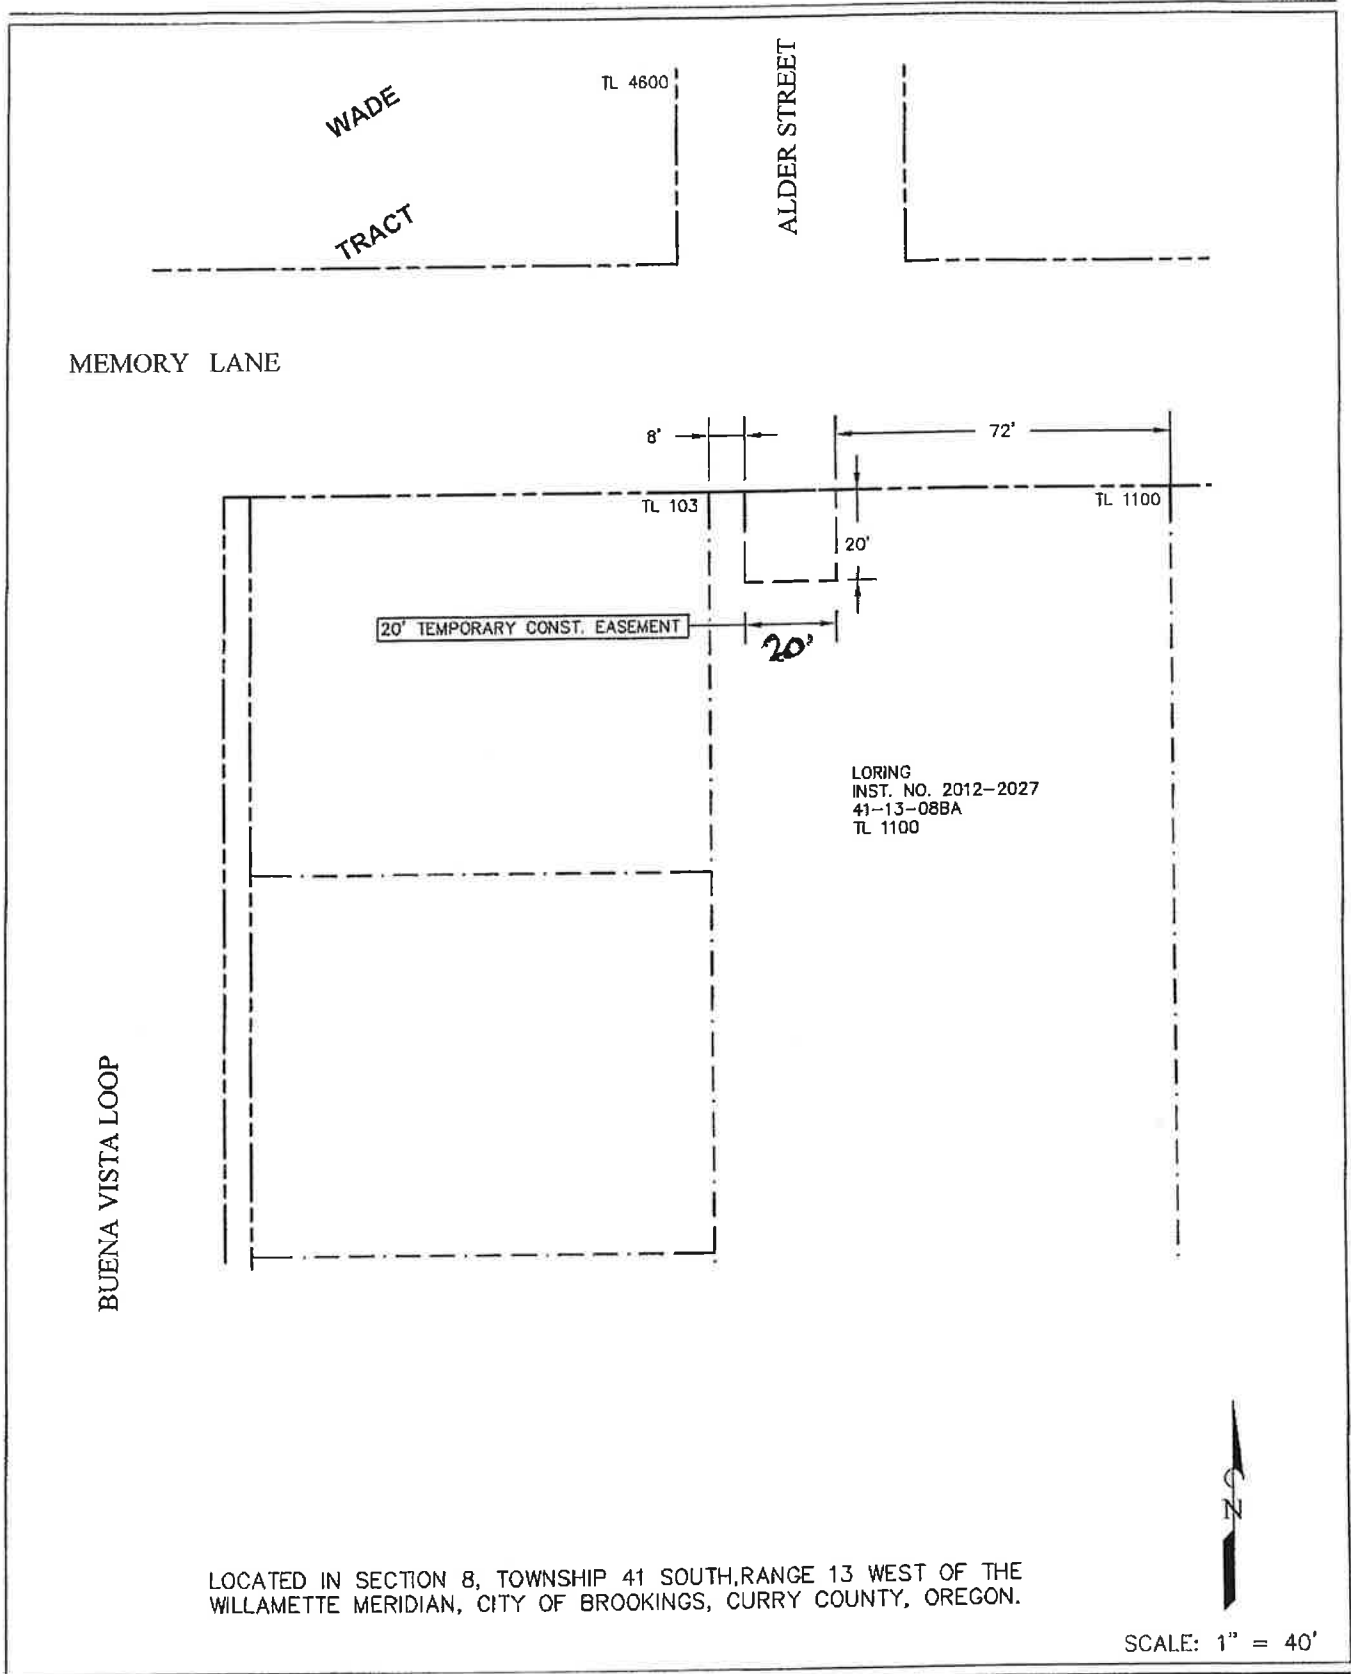 WADE
TRACT
TL 4600
ALDER STREET
MEMORY LANE
8'
72'
TL 103
TL 1100
20'
20' TEMPORARY CONST. EASEMENT
20'
LORING
INST. NO. 2012-2027
41-13-08BA
TL 1100
BUENA VISTA LOOP
N
LOCATED IN SECTION 8, TOWNSHIP 41 SOUTH,RANGE 13 WEST OF THE
WILLAMETTE MERIDIAN, CITY OF BROOKINGS, CURRY COUNTY, OREGON.
SCALE: 1" = 40'